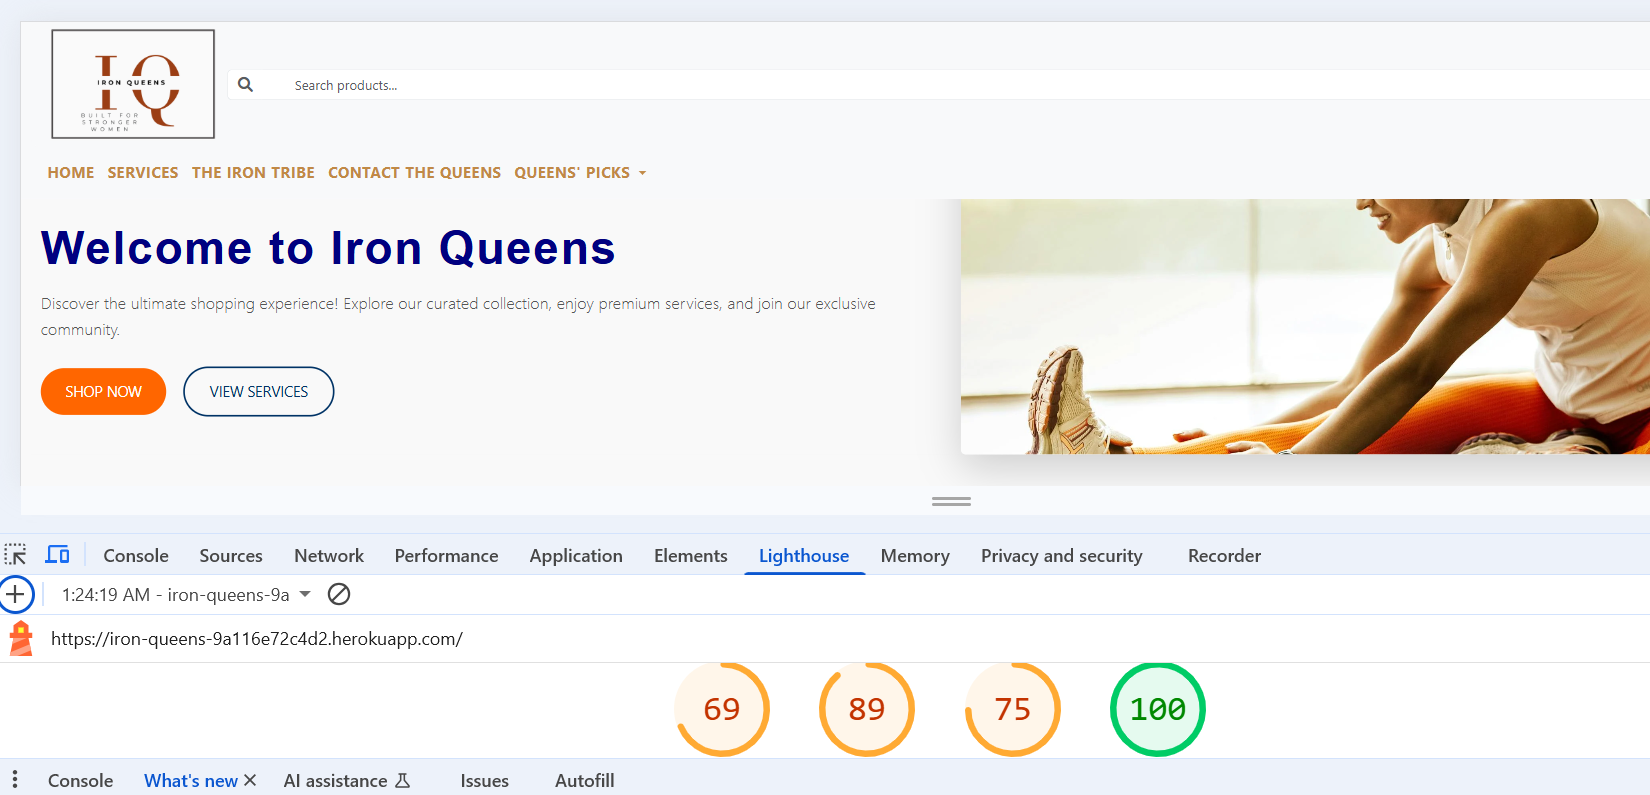 IRON QUEENS
IQ
BUILT FOR
STRONGER
WOMEN
Search products...
HOME SERVICES THE IRON TRIBE CONTACT THE QUEENS QUEENS' PICKS
Welcome to Iron Queens
Discover the ultimate shopping experience! Explore our curated collection, enjoy premium services, and join our exclusive
community.
SHOP NOW VIEW SERVICES
Console Sources Network Performance Application Elements Lighthouse Memory Privacy and security Recorder
1:24:19 AM - iron-queens-9a
https://iron-queens-9a116e72c4d2.herokuapp.com/
69 89 75 100
Console What's new AI assistance Issues Autofill